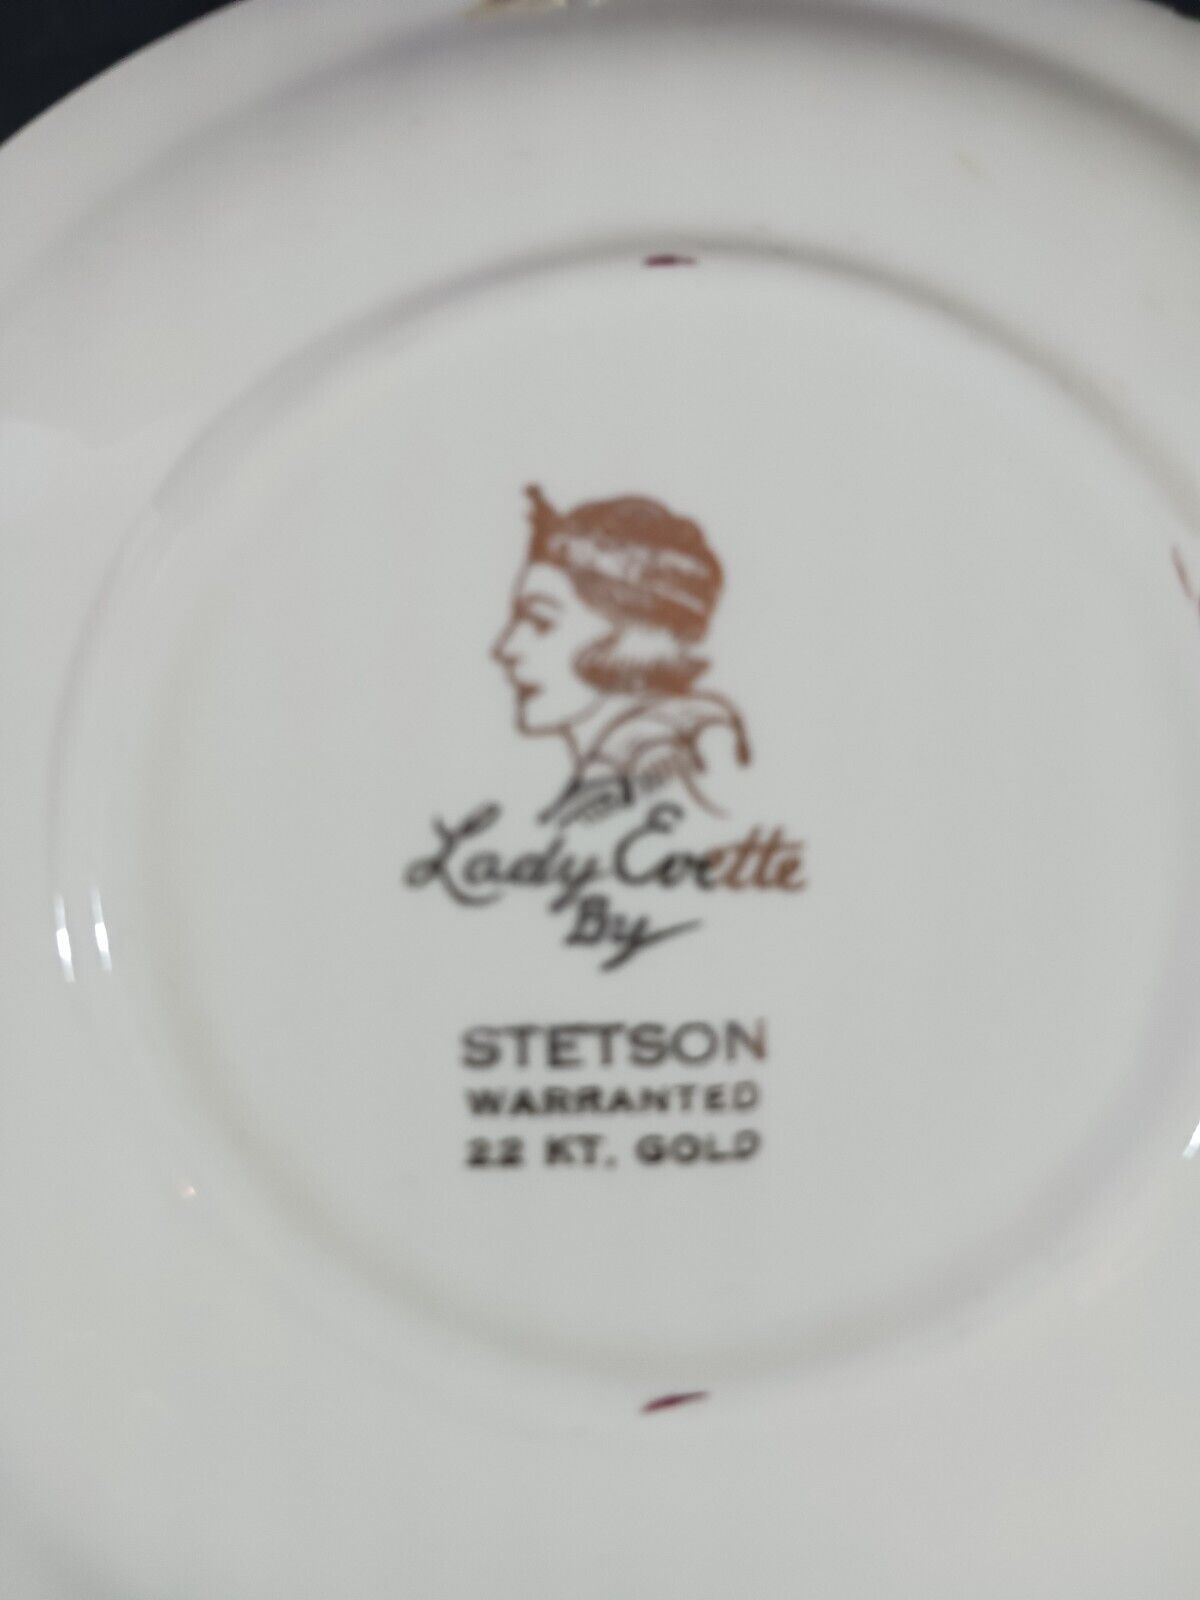 Lady Evette
By
STETSON
WARRANTED
22 KT. GOLD